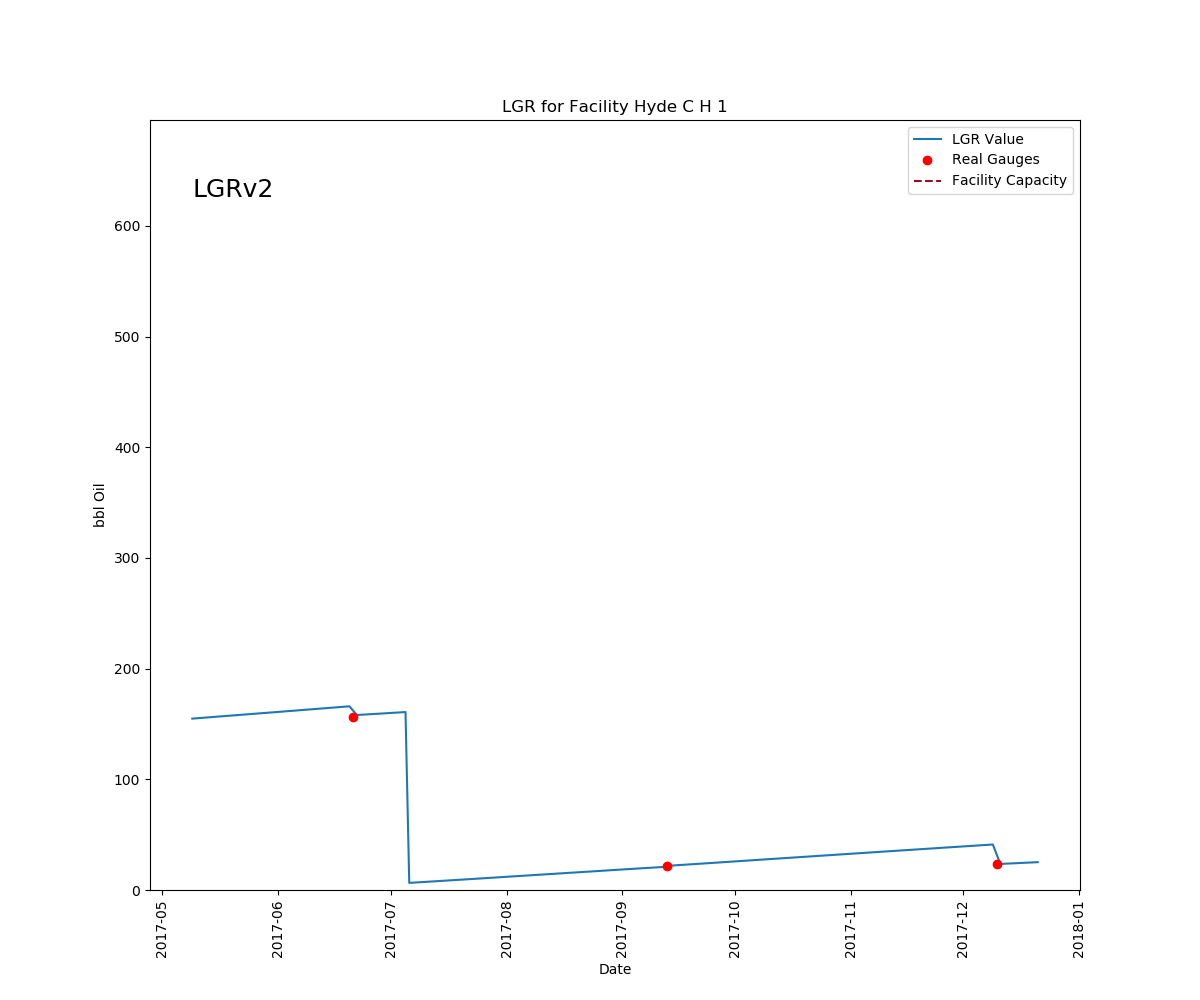 LGR for Facility Hyde C H 1
LGRv2
LGR Value
Real Gauges
Facility Capacity
bbl Oil
600
500
400
300
200
100
0
2017-05
2017-06
2017-07
2017-08
2017-09
2017-10
2017-11
2017-12
2018-01
Date